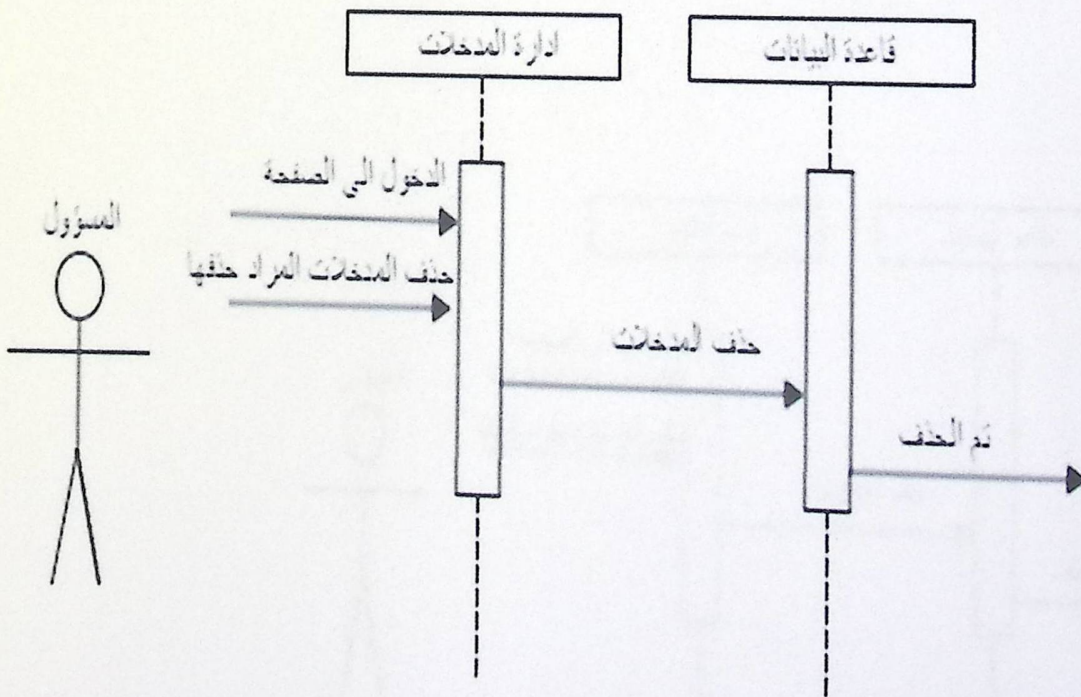 ادارة المدخلات
قاعدة البيانات
الدخول الى الصفحة
المسؤول
حذف المدخلات المراد حذفها
حذف المدخلات
تم الحذف